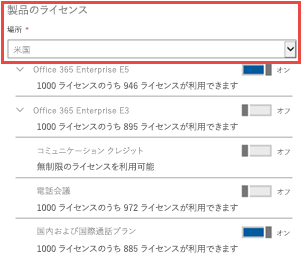 製品のライセンス
場所 *
米国
Office 365 Enterprise E5 オン
1000 ライセンスのうち 946 ライセンスが利用できます
Office 365 Enterprise E3 オフ
1000 ライセンスのうち 895 ライセンスが利用できます
コミュニケーション クレジット オフ
無制限のライセンスを利用可能
電話会議 オフ
1000 ライセンスのうち 972 ライセンスが利用できます
国内および国際通話プラン オン
1000 ライセンスのうち 885 ライセンスが利用できます